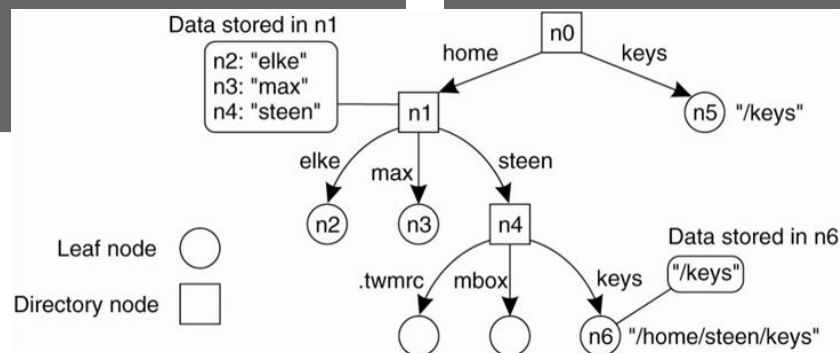 Data stored in n1
n2: "elke"
n3: "max"
n4: "steen"
n0
home
keys
n1
n5
"/keys"
elke
max
steen
n2
n3
n4
Data stored in n6
"/keys"
Leaf node
.twmrc
mbox
keys
Directory node
n6
"/home/steen/keys"